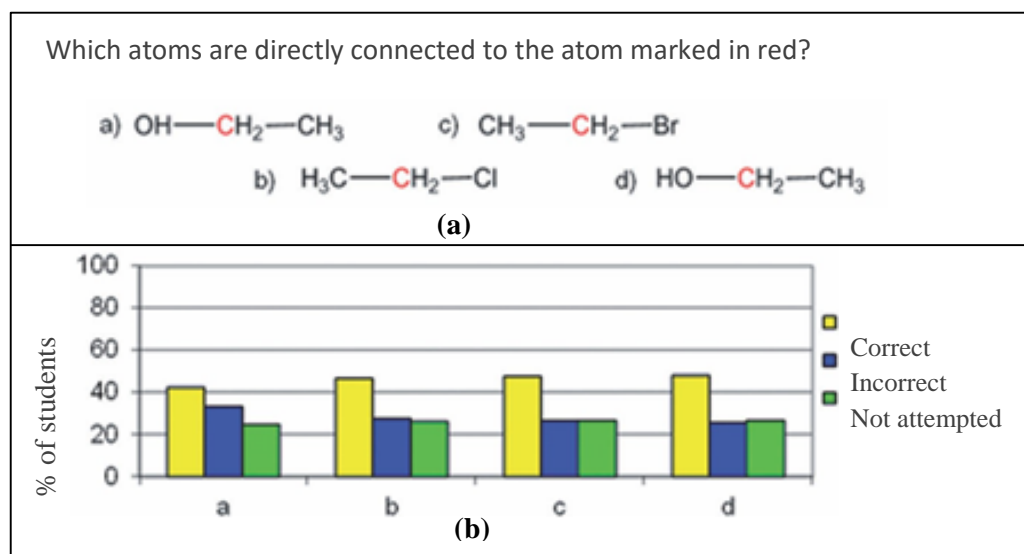 Which atoms are directly connected to the atom marked in red?
a) OH—CH₂—CH₃
c) CH₃—CH₂—Br
b) H₃C—CH₂—Cl
d) HO—CH₂—CH₃
(a)
100
80
60
40
20
0
% of students
a
b
c
d
Correct
Incorrect
Not attempted
(b)